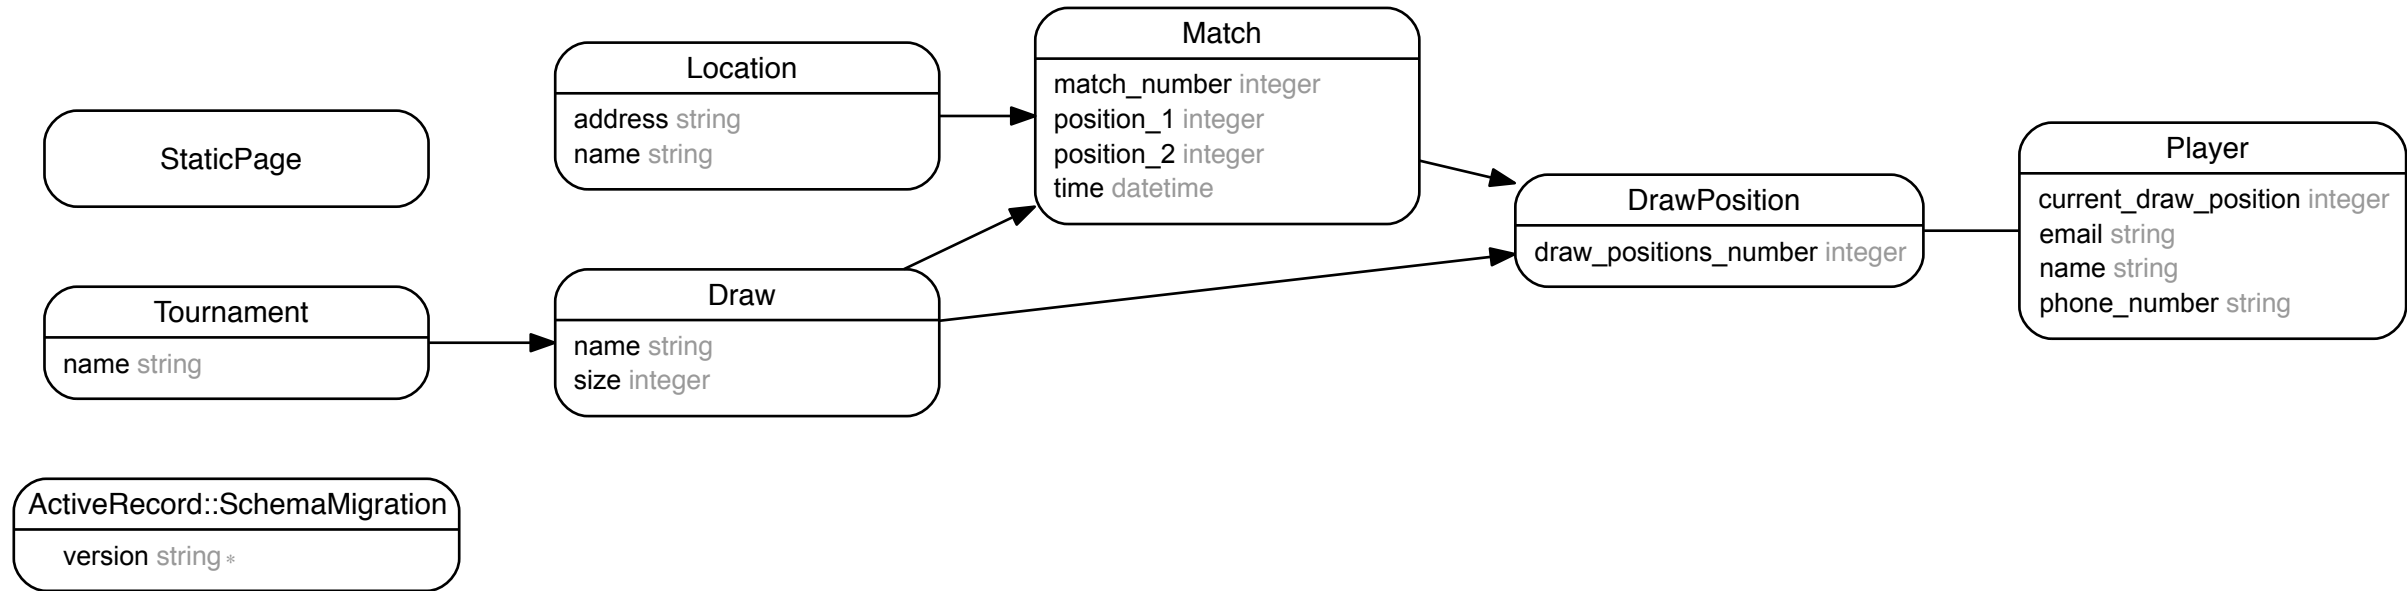 StaticPage
Tournament
name string
ActiveRecord::SchemaMigration
version string *
Location
address string
name string
Draw
name string
size integer
Match
match_number integer
position_1 integer
position_2 integer
time datetime
DrawPosition
draw_positions_number integer
Player
current_draw_position integer
email string
name string
phone_number string